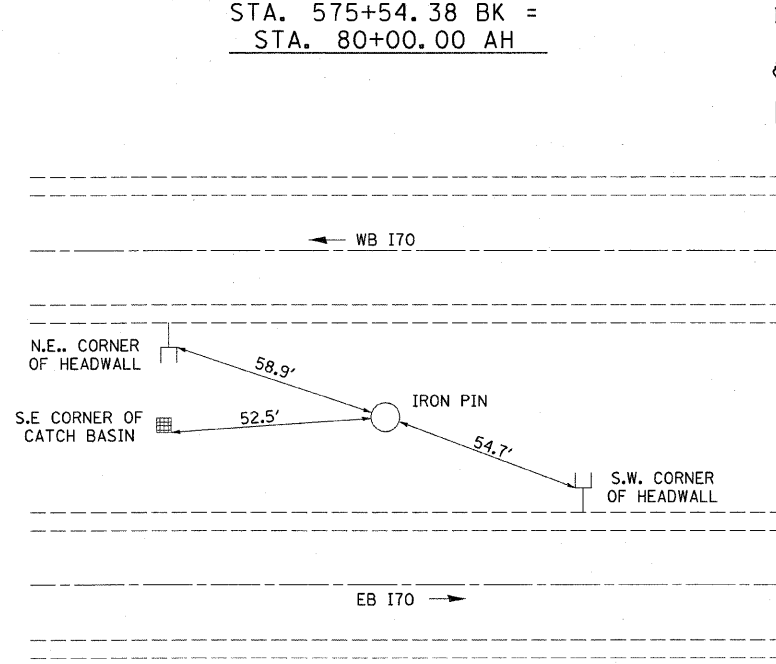 STA. 575+54.38 BK =
STA. 80+00.00 AH
WB I70
N.E.. CORNER
OF HEADWALL
58.9'
S.E CORNER OF
CATCH BASIN
52.5'
IRON PIN
54.7'
S.W. CORNER
OF HEADWALL
EB I70